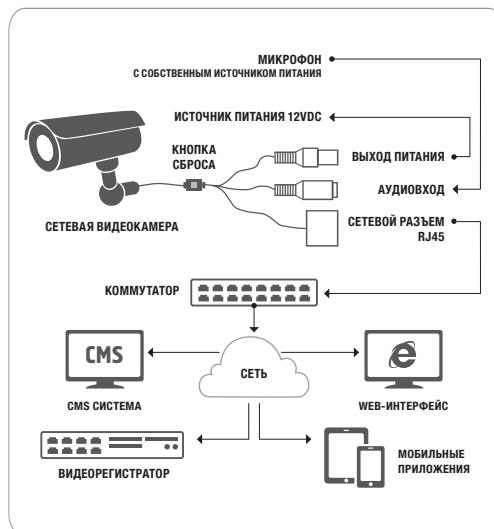 МИКРОФОН
С СОБСТВЕННЫМ ИСТОЧНИКОМ ПИТАНИЯ
ИСТОЧНИК ПИТАНИЯ 12VDC
КНОПКА
СБРОСА
ВЫХОД ПИТАНИЯ
АУДИОВХОД
СЕТЕВАЯ ВИДЕОКАМЕРА
СЕТЕВОЙ РАЗЪЕМ
RJ45
КОММУТАТОР
CMS
СЕТЬ
CMS СИСТЕМА
WEB-ИНТЕРФЕЙС
ВИДЕОРЕГИСТРАТОР
МОБИЛЬНЫЕ
ПРИЛОЖЕНИЯ